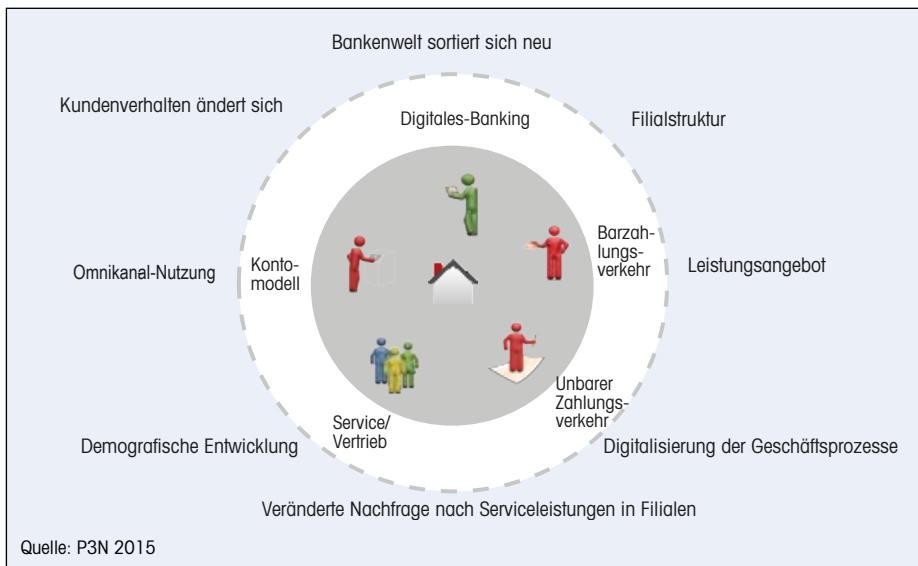 Bankenwelt sortiert sich neu
Kundenverhalten ändert sich
Digitales-Banking
Filialstruktur
Omnikanal-Nutzung
Konto-
modell
Barzah-
lungs-
verkehr
Leistungsangebot
Demografische Entwicklung
Service/
Vertrieb
Unbarer
Zahlungs-
verkehr
Digitalisierung der Geschäftsprozesse
Veränderte Nachfrage nach Serviceleistungen in Filialen
Quelle: P3N 2015